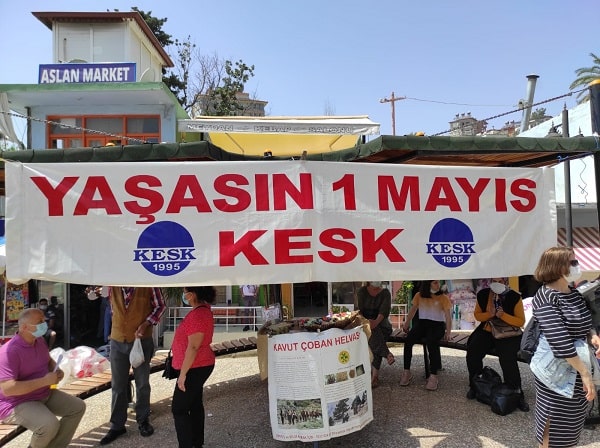 ASLAN MARKET
YAŞASIN 1 MAYIS
KESK
KESK
1995
KESK
1995
KAVUT ÇOBAN HELVASI